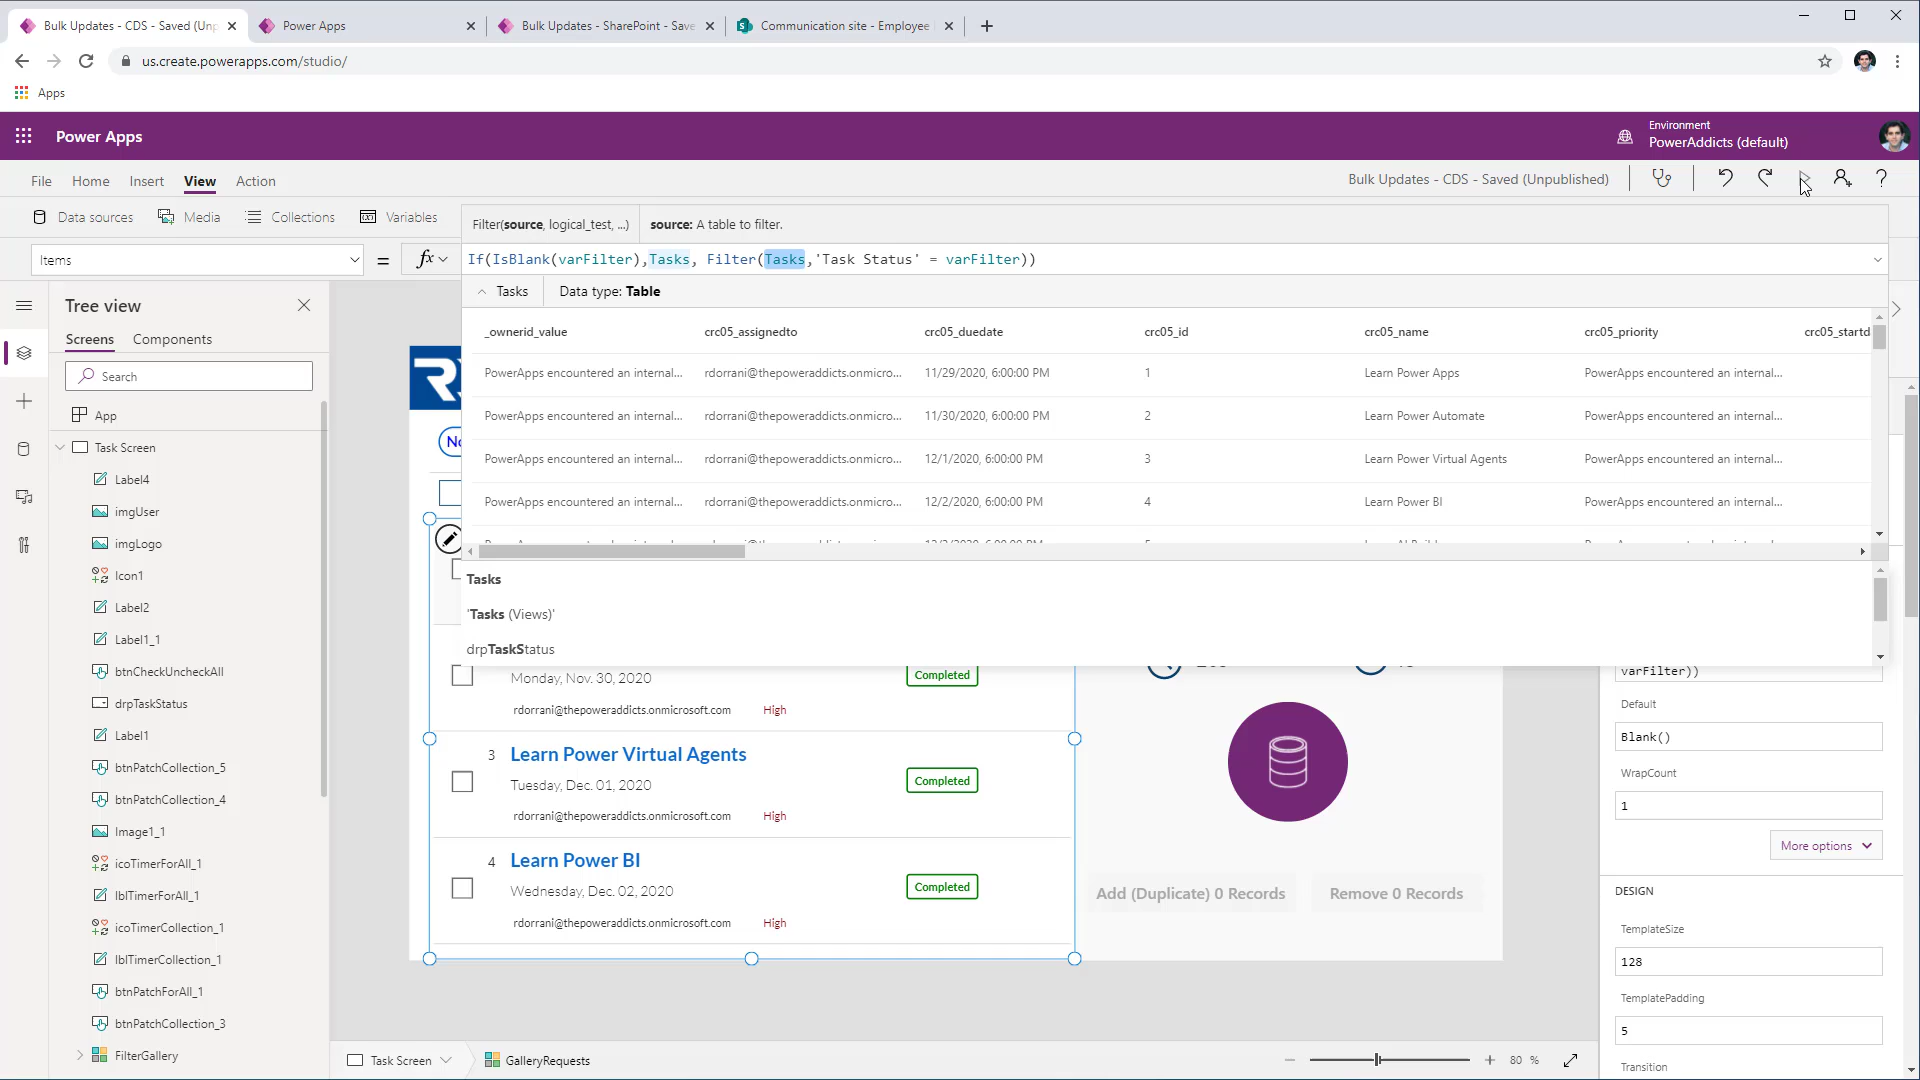 Bulk Updates - CDS - Saved (Unp
Power Apps
Bulk Updates - SharePoint - Save
Communication site - Employee
us.create.powerapps.com/studio/
Apps
Power Apps
Environment
PowerAddicts (default)
File
Home
Insert
View
Action
Bulk Updates - CDS - Saved (Unpublished)
Data sources
Media
Collections
Variables
Filter(source, logical_test, ...)
source: A table to filter.
Items
=
fx
If(IsBlank(varFilter),Tasks, Filter(Tasks,'Task Status' = varFilter))
Tasks
Data type: Table
Tree view
Screens
Components
Search
App
Task Screen
Label4
imgUser
imgLogo
Icon1
Label2
Label1_1
btnCheckUncheckAll
drpTaskStatus
Label1
btnPatchCollection_5
btnPatchCollection_4
Image1_1
icoTimerForAll_1
lblTimerForAll_1
icoTimerCollection_1
lblTimerCollection_1
btnPatchForAll_1
btnPatchCollection_3
FilterGallery
_ownerid_value
crc05_assignedto
crc05_duedate
crc05_id
crc05_name
crc05_priority
crc05_startd
PowerApps encountered an internal...
rdorrani@thepoweraddicts.onmicro...
11/29/2020, 6:00:00 PM
1
Learn Power Apps
PowerApps encountered an internal...
PowerApps encountered an internal...
rdorrani@thepoweraddicts.onmicro...
11/30/2020, 6:00:00 PM
2
Learn Power Automate
PowerApps encountered an internal...
PowerApps encountered an internal...
rdorrani@thepoweraddicts.onmicro...
12/1/2020, 6:00:00 PM
3
Learn Power Virtual Agents
PowerApps encountered an internal...
PowerApps encountered an internal...
rdorrani@thepoweraddicts.onmicro...
12/2/2020, 6:00:00 PM
4
Learn Power BI
PowerApps encountered an internal...
Tasks
'Tasks (Views)'
drpTaskStatus
Monday, Nov. 30, 2020
Completed
rdorrani@thepoweraddicts.onmicrosoft.com
High
3
Learn Power Virtual Agents
Tuesday, Dec. 01, 2020
Completed
rdorrani@thepoweraddicts.onmicrosoft.com
High
4
Learn Power BI
Wednesday, Dec. 02, 2020
Completed
rdorrani@thepoweraddicts.onmicrosoft.com
High
Add (Duplicate) 0 Records
Remove 0 Records
varFilter))
Default
Blank()
WrapCount
1
More options
DESIGN
TemplateSize
128
TemplatePadding
5
Transition
Task Screen
GalleryRequests
80 %